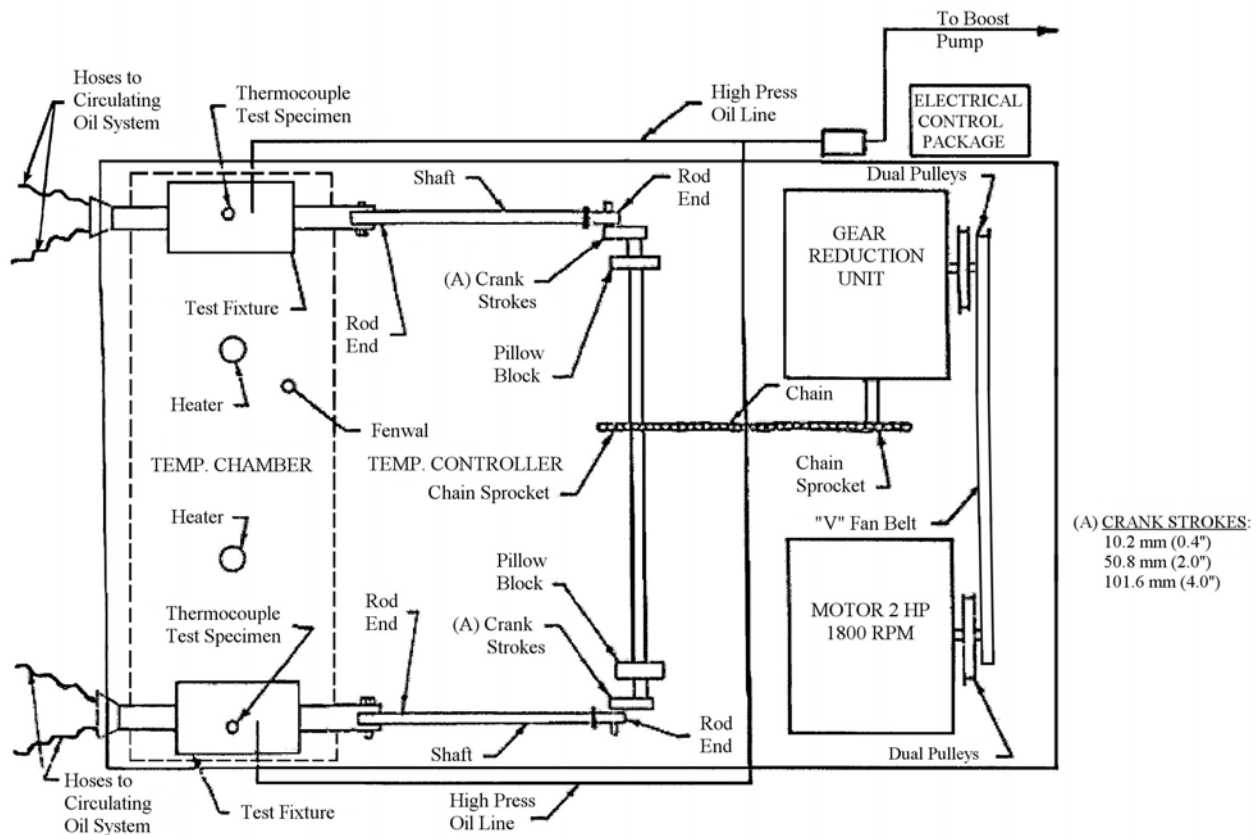 To Boost
Pump
Hoses to
Circulating
Oil System
Thermocouple
Test Specimen
High Press
Oil Line
ELECTRICAL
CONTROL
PACKAGE
Shaft
Rod
End
Dual Pulleys
GEAR
REDUCTION
UNIT
(A) Crank
Strokes
Test Fixture
Rod
End
Pillow
Block
Heater
Fenwal
Chain
TEMP. CHAMBER
TEMP. CONTROLLER
Chain Sprocket
Chain
Sprocket
Heater
"V" Fan Belt
(A) CRANK STROKES:
10.2 mm (0.4")
50.8 mm (2.0")
101.6 mm (4.0")
Pillow
Block
Thermocouple
Test Specimen
Rod
End
(A) Crank
Strokes
MOTOR 2 HP
1800 RPM
Rod
End
Shaft
Dual Pulleys
Hoses to
Circulating
Oil System
Test Fixture
High Press
Oil Line